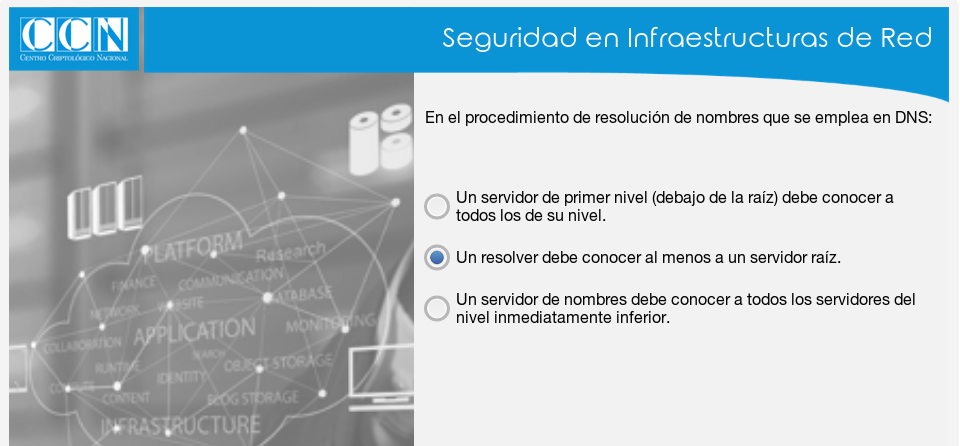 CCN
CENTRO CRIPTOLÓGICO NACIONAL
Seguridad en Infraestructuras de Red
En el procedimiento de resolución de nombres que se emplea en DNS:
Un servidor de primer nivel (debajo de la raíz) debe conocer a
todos los de su nivel.
Un resolver debe conocer al menos a un servidor raíz.
Un servidor de nombres debe conocer a todos los servidores del
nivel inmediatamente inferior.
PLATFORM
Research
FINANCE
COMMUNICATION
DATABASE
NETWORK
WEBSITE
APPLICATION
MONITORING
COLLABORATION
SEARCH
RUNTIME
OBJECT STORAGE
IDENTITY
COMPUTE
CONTENT
BLOG STORAGE
INFRASTRUCTURE